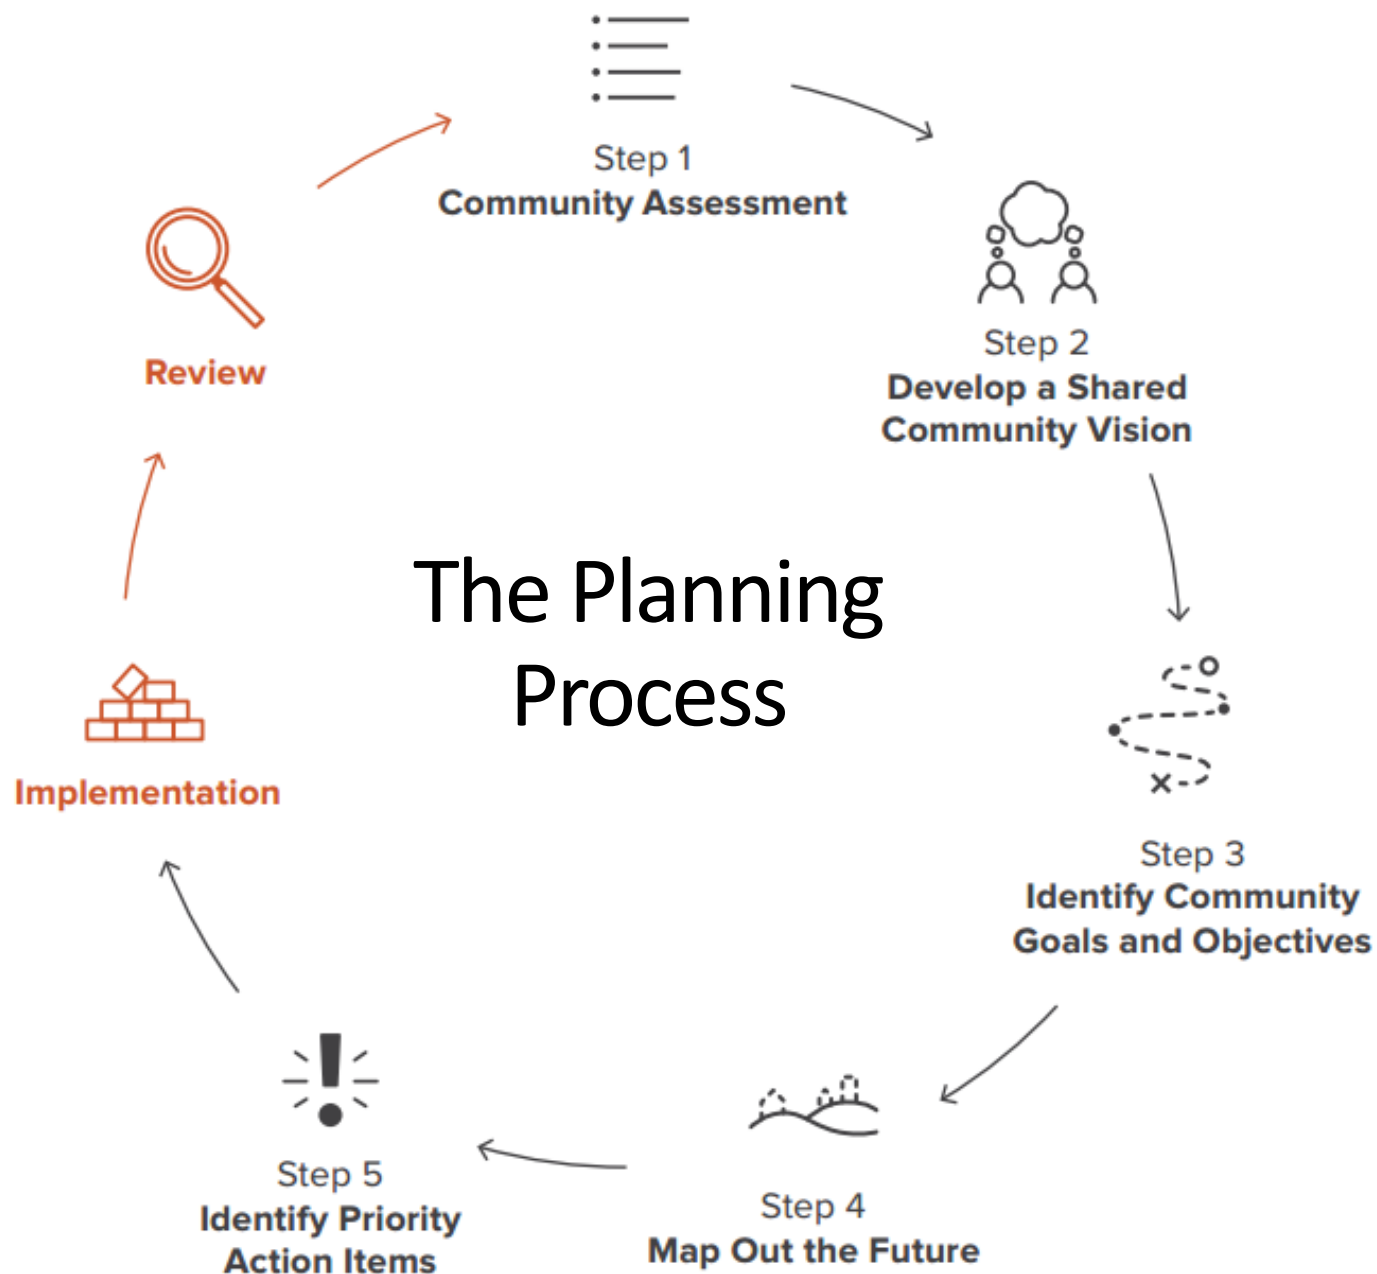 Step 1
Community Assessment
Step 2
Develop a Shared
Community Vision
Step 3
Identify Community
Goals and Objectives
Step 4
Map Out the Future
Step 5
Identify Priority
Action Items
Implementation
Review
The Planning
Process